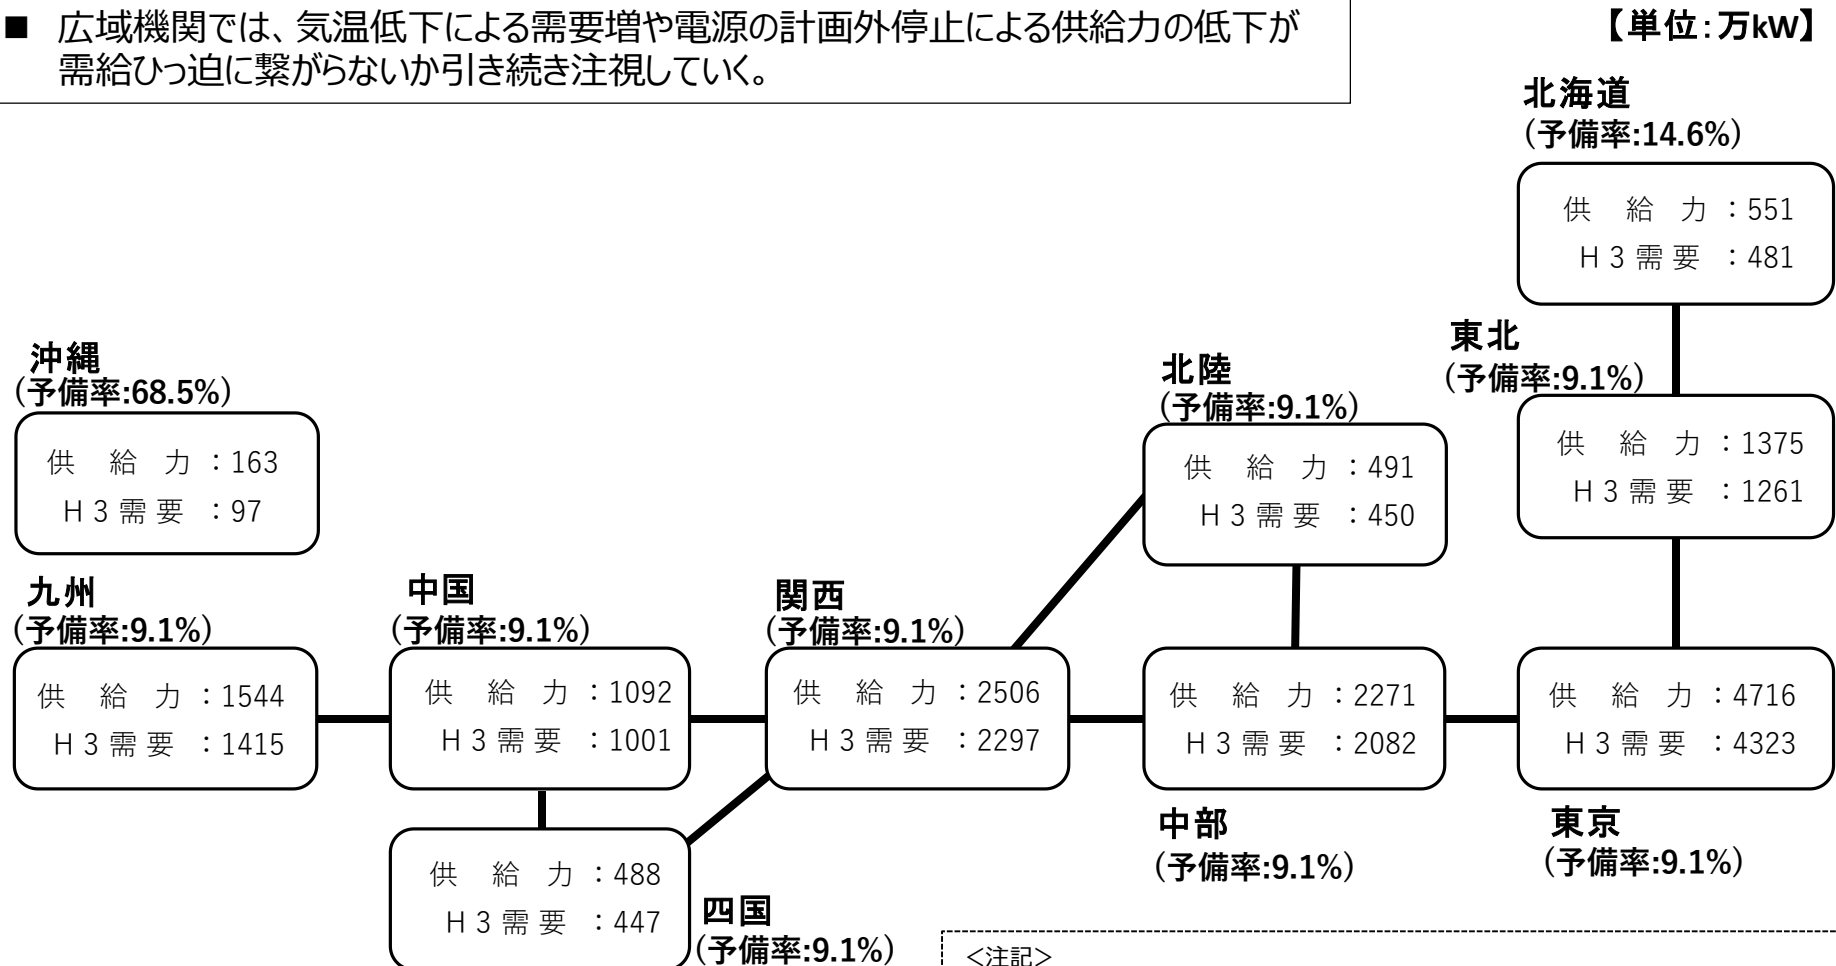 ■ 広域機関では、気温低下による需要増や電源の計画外停止による供給力の低下が
需給ひっ迫に繋がらないか引き続き注視していく。
【単位：万kW】
北海道
(予備率:14.6%)
供給力：551
H3需要：481
東北
(予備率:9.1%)
供給力：1375
H3需要：1261
沖縄
(予備率:68.5%)
供給力：163
H3需要：97
北陸
(予備率:9.1%)
供給力：491
H3需要：450
九州
(予備率:9.1%)
供給力：1544
H3需要：1415
中国
(予備率:9.1%)
供給力：1092
H3需要：1001
関西
(予備率:9.1%)
供給力：2506
H3需要：2297
供給力：2271
H3需要：2082
中部
(予備率:9.1%)
供給力：4716
H3需要：4323
東京
(予備率:9.1%)
供給力：488
H3需要：447
四国
(予備率:9.1%)
＜注記＞